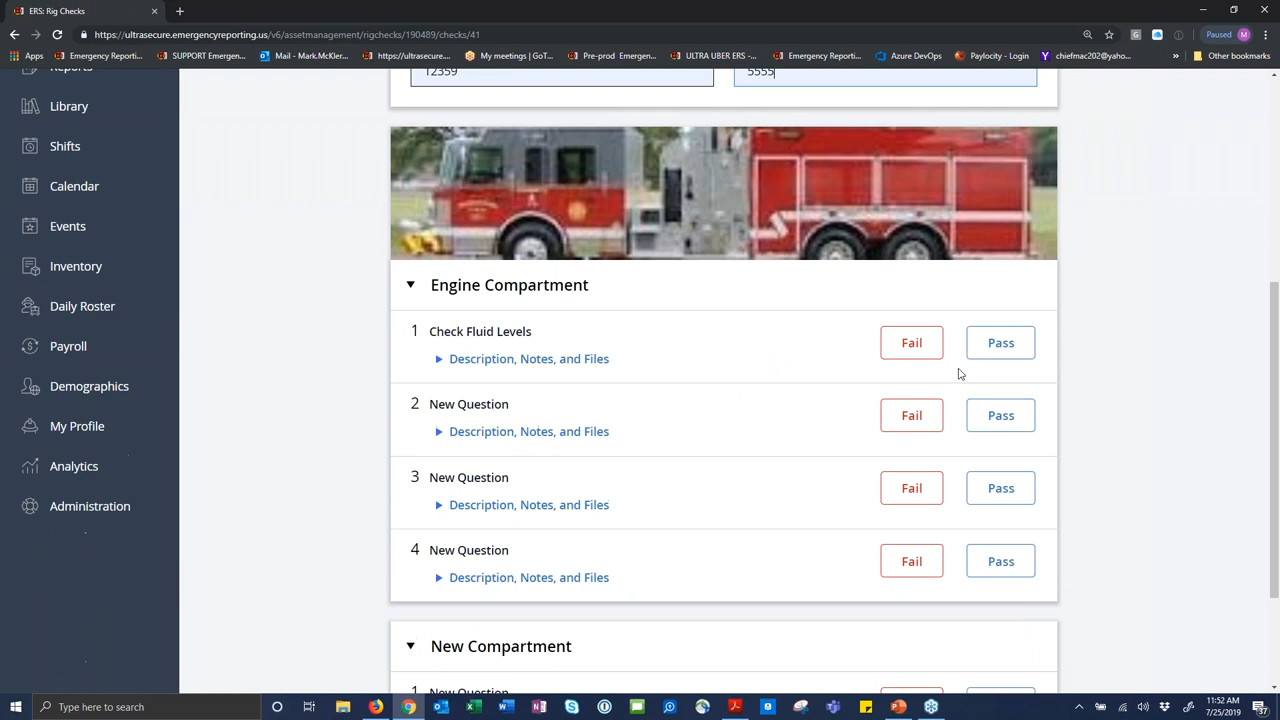 ERS: Rig Checks
https://ultrasecure.emergencyreporting.us/v6/assetmanagement/rigchecks/190489/checks/41
Paused M
Apps Emergency Reporti... SUPPORT Emergen... Mail - Mark.McKler... https://ultrasecure... My meetings | GoT... Pre-prod Emergen... ULTRA UBER ERS -... Emergency Reporti... Azure DevOps Paylocity - Login chiefmac202@yaho... » Other bookmarks
Reports
12359
5555
Library
Shifts
Calendar
Events
Inventory
Daily Roster
Payroll
Demographics
My Profile
Analytics
Administration
Engine Compartment
1 Check Fluid Levels
Description, Notes, and Files
Fail Pass
2 New Question
Description, Notes, and Files
Fail Pass
3 New Question
Description, Notes, and Files
Fail Pass
4 New Question
Description, Notes, and Files
Fail Pass
New Compartment
1 New Question
Type here to search
11:52 AM
7/25/2019